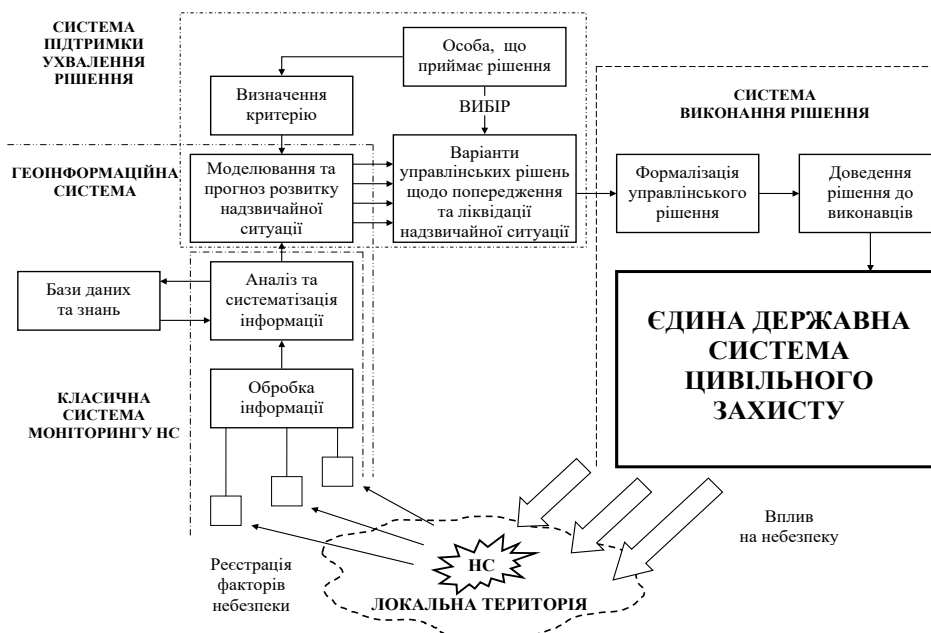 СИСТЕМА
ПІДТРИМКИ
УХВАЛЕННЯ
РІШЕННЯ
Особа, що
приймає рішення
Визначення
критерію
ВИБІР
СИСТЕМА
ВИКОНАННЯ РІШЕННЯ
ГЕОІНФОРМАЦІЙНА
СИСТЕМА
Моделювання та
прогноз розвитку
надзвичайної
ситуації
Варіанти
управлінських рішень
щодо попередження
та ліквідації
надзвичайної ситуації
Формалізація
управлінського
рішення
Доведення
рішення до
виконавців
Бази даних
та знань
Аналіз та
систематизація
інформації
ЄДИНА ДЕРЖАВНА
СИСТЕМА
ЦИВІЛЬНОГО
ЗАХИСТУ
КЛАСИЧНА
СИСТЕМА
МОНІТОРИНГУ НС
Обробка
інформації
Вплив
на небезпеку
Реєстрація
факторів
небезпеки
НС
ЛОКАЛЬНА ТЕРИТОРІЯ